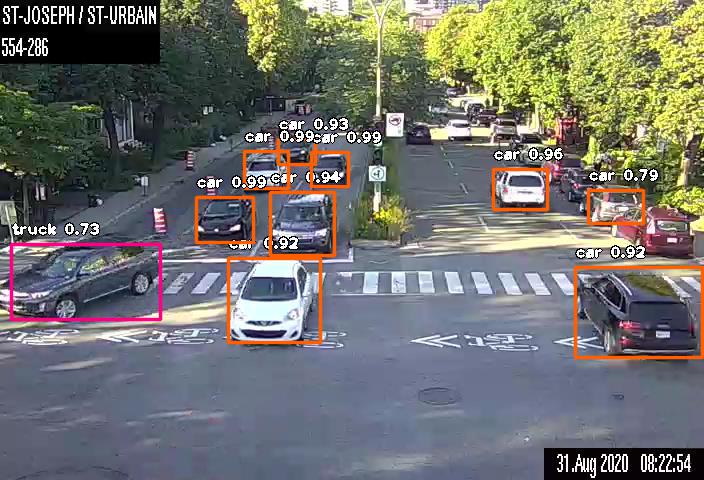 ST-JOSEPH / ST-URBAIN
554-286
car 0.93
car 0.99
car 0.99
car 0.96
car 0.99
car 0.94
car 0.79
truck 0.73
car 0.92
car 0.92
31.Aug 2020 08:22:54